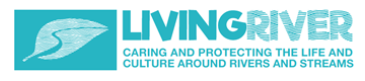 LIVINGRIVER
CARING AND PROTECTING THE LIFE AND
CULTURE AROUND RIVERS AND STREAMS